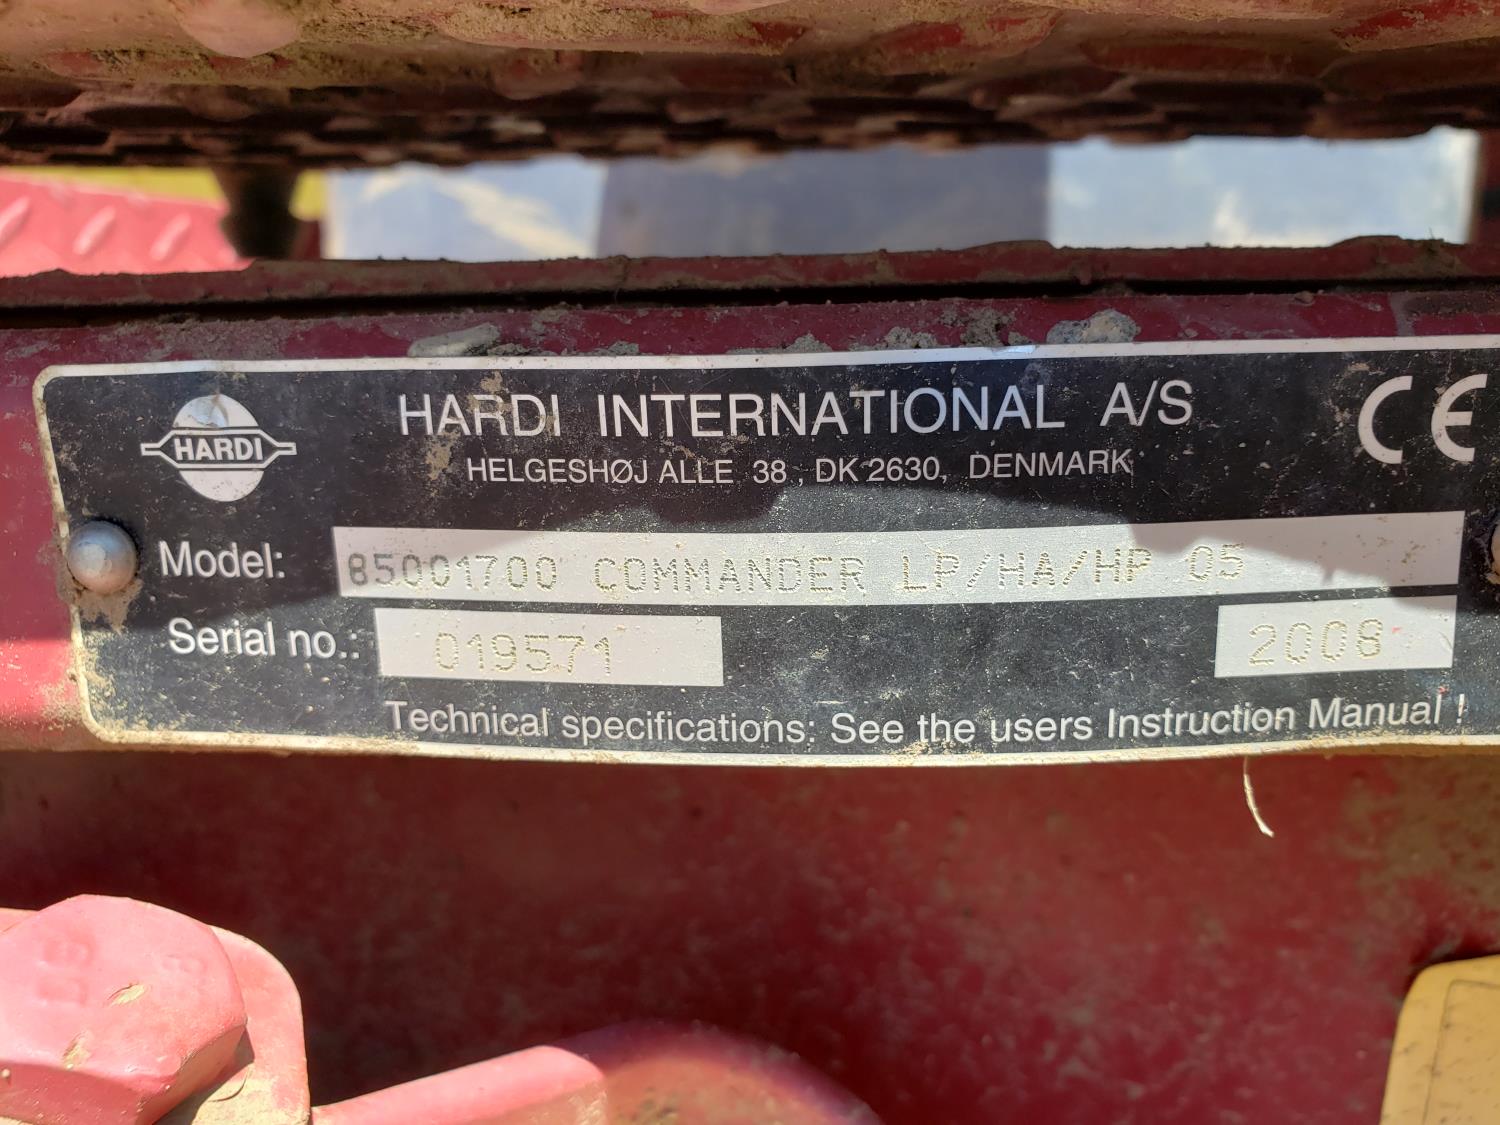 HARDI
HARDI INTERNATIONAL A/S
HELGESHØJ ALLE 38, DK 2630, DENMARK
CE
Model: 85001700 COMMANDER LP/HA/HP 05
Serial no.: 019571 2008
Technical specifications: See the users Instruction Manual !